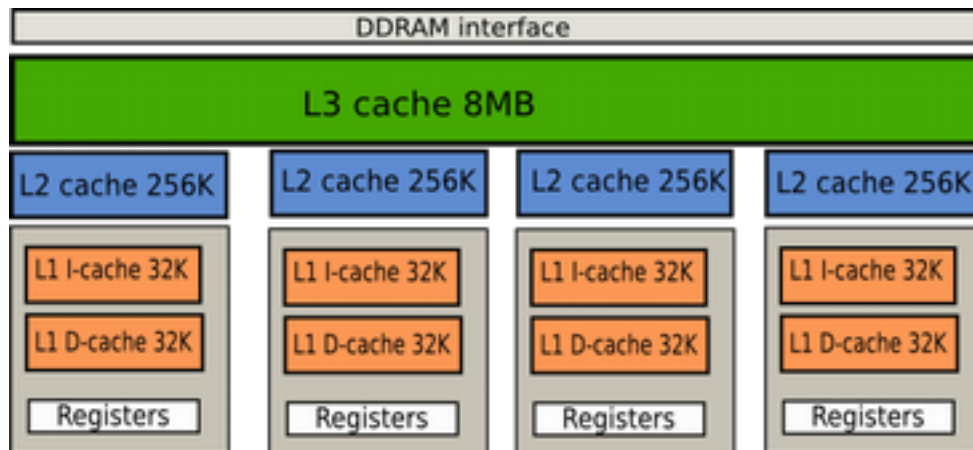 DDRAM interface
L3 cache 8MB
L2 cache 256K
L2 cache 256K
L2 cache 256K
L2 cache 256K
L1 I-cache 32K
L1 I-cache 32K
L1 I-cache 32K
L1 I-cache 32K
L1 D-cache 32K
L1 D-cache 32K
L1 D-cache 32K
L1 D-cache 32K
Registers
Registers
Registers
Registers